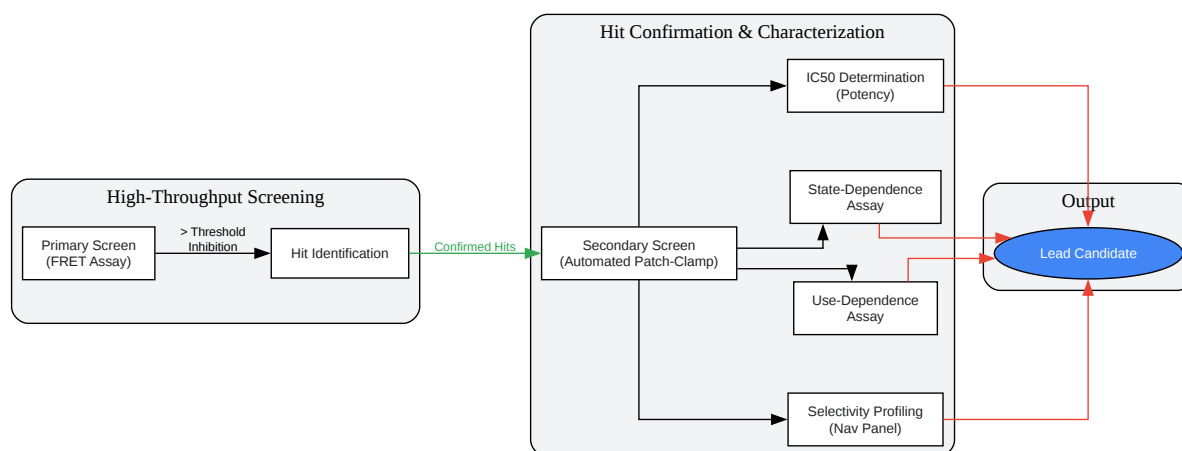 High-Throughput Screening
Primary Screen
(FRET Assay)
> Threshold
Inhibition
Hit Identification
Confirmed Hits
Hit Confirmation & Characterization
Secondary Screen
(Automated Patch-Clamp)
IC50 Determination
(Potency)
State-Dependence
Assay
Use-Dependence
Assay
Selectivity Profiling
(Nav Panel)
Output
Lead Candidate